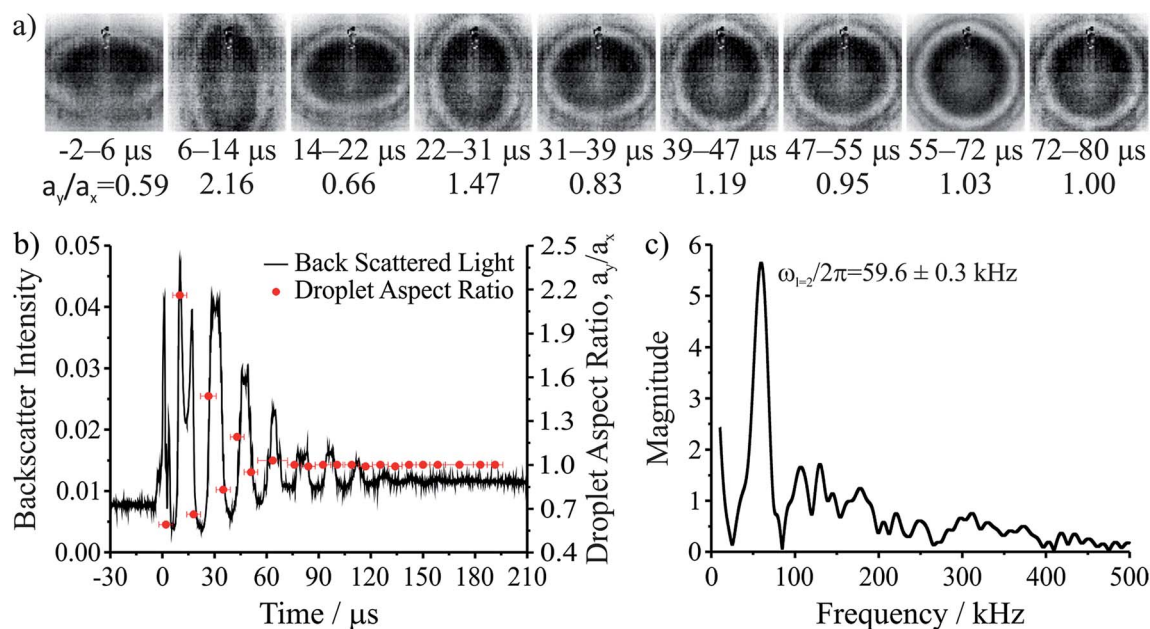 a)
-2–6 μs 6–14 μs 14–22 μs 22–31 μs 31–39 μs 39–47 μs 47–55 μs 55–72 μs 72–80 μs
a_y/a_x=0.59 2.16 0.66 1.47 0.83 1.19 0.95 1.03 1.00
b)
Back Scattered Light
Droplet Aspect Ratio
Backscatter Intensity
0.05
0.04
0.03
0.02
0.01
0.00
2.5
2.2
1.9
1.6
1.3
1.0
0.7
0.4
Droplet Aspect Ratio, a_y/a_x
-30 0 30 60 90 120 150 180 210
Time / μs
c)
ω_l=2/2π=59.6 ± 0.3 kHz
Magnitude
6
5
4
3
2
1
0
0 100 200 300 400 500
Frequency / kHz